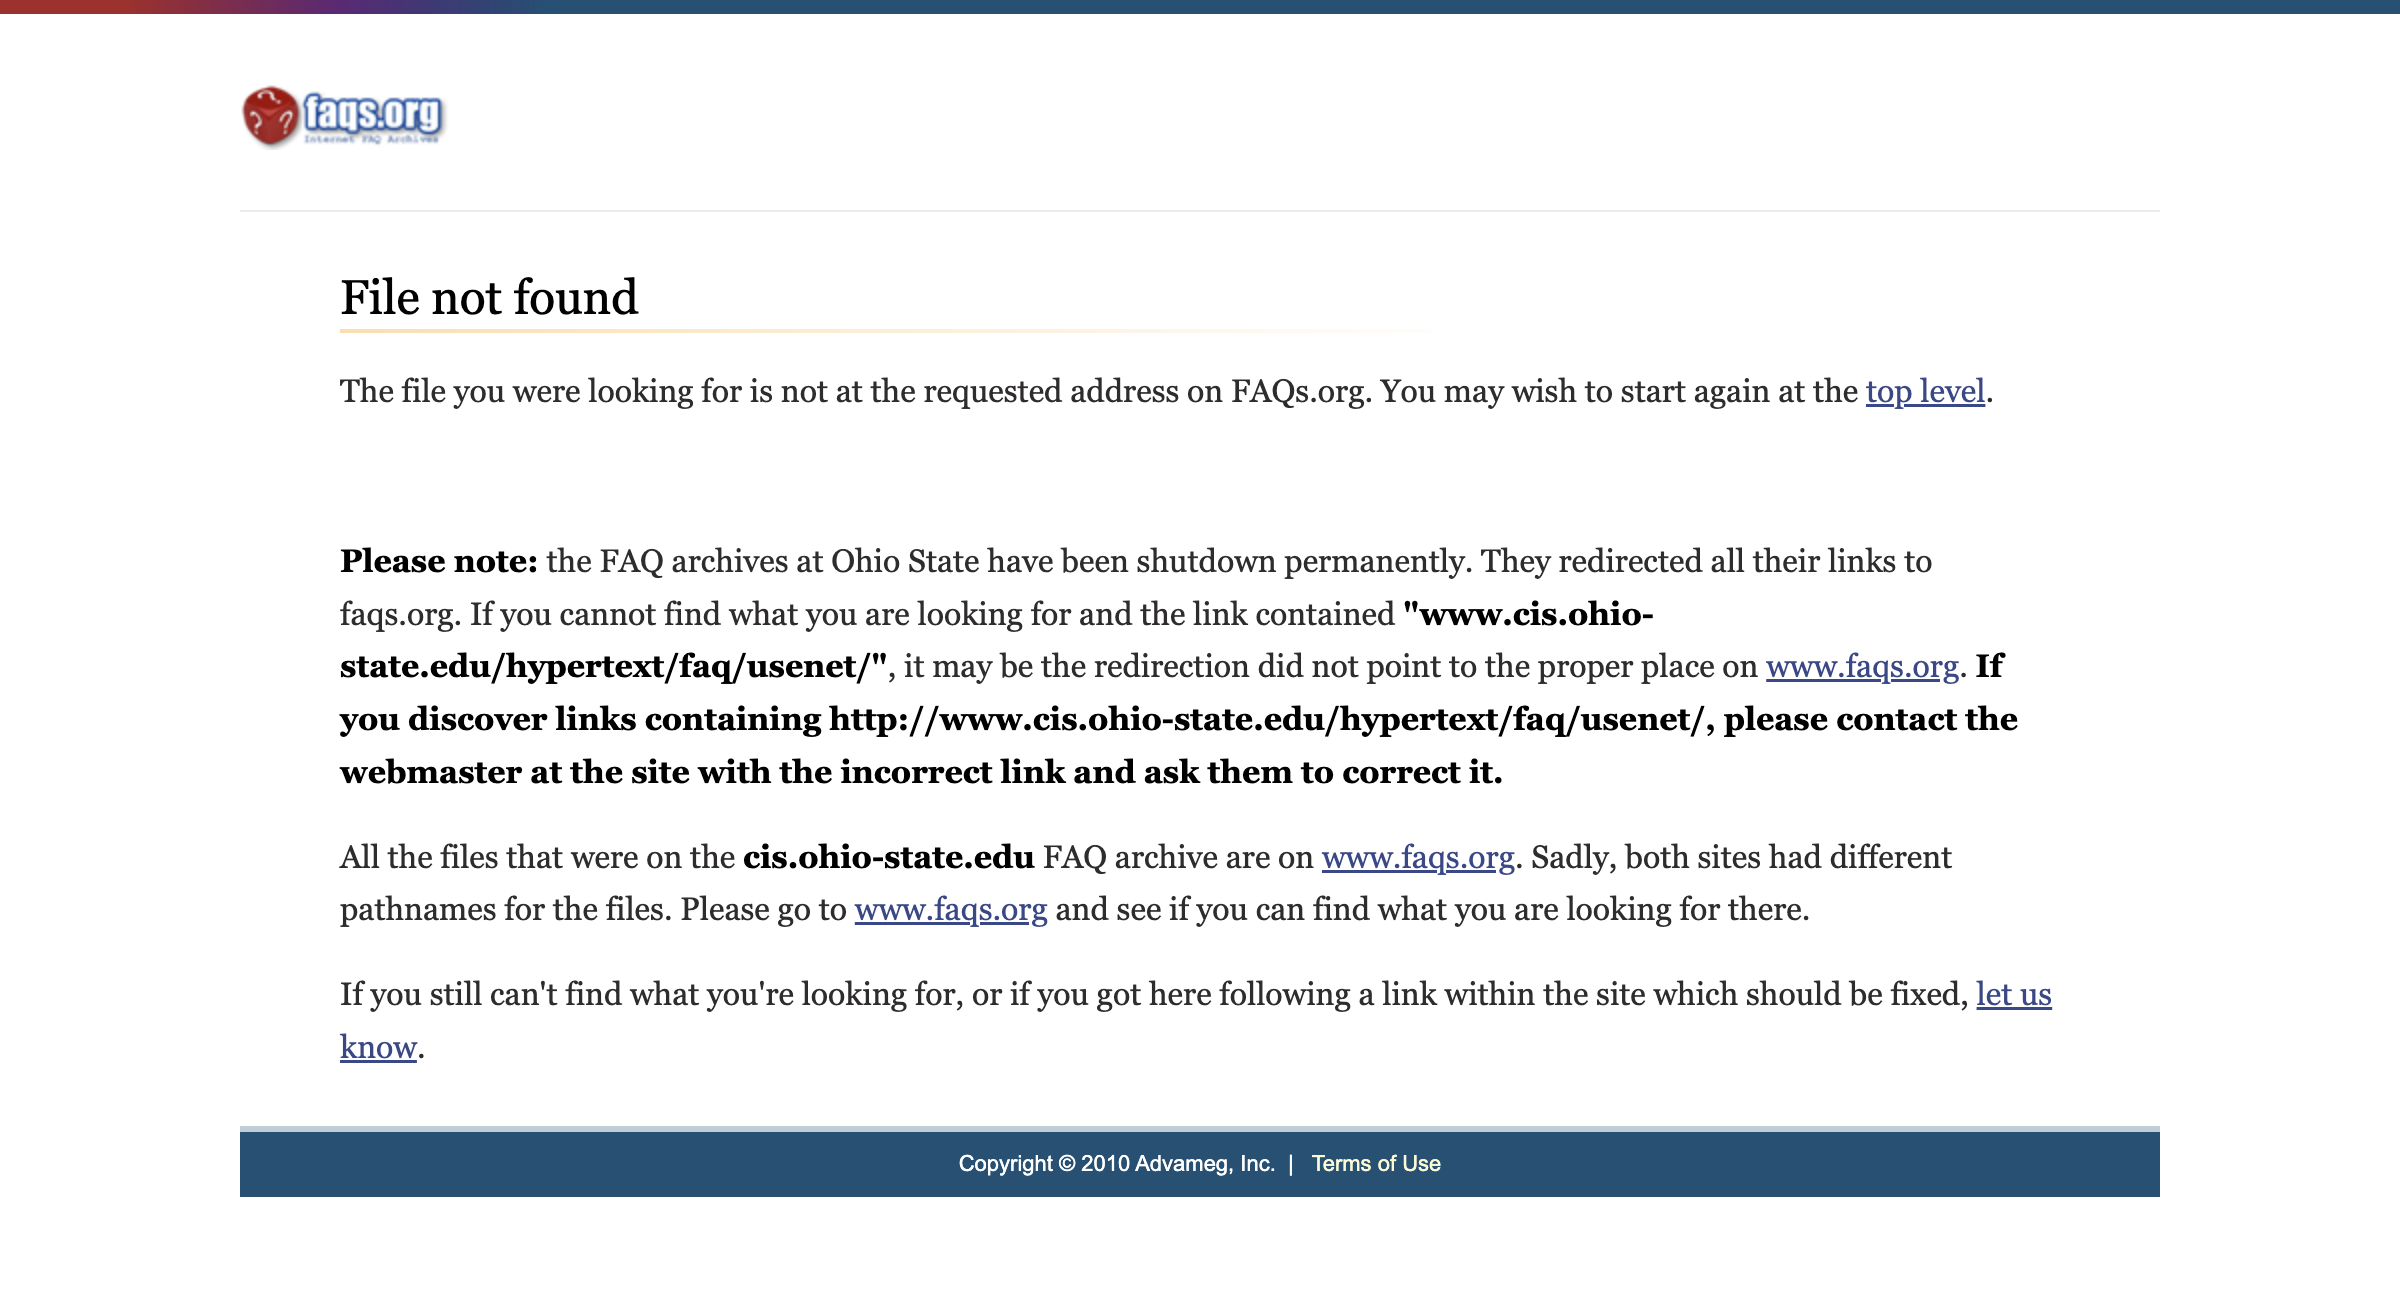 faqs.org
Internet FAQ Archives
File not found
The file you were looking for is not at the requested address on FAQs.org. You may wish to start again at the top level.
Please note: the FAQ archives at Ohio State have been shutdown permanently. They redirected all their links to
faqs.org. If you cannot find what you are looking for and the link contained "www.cis.ohio-
state.edu/hypertext/faq/usenet/", it may be the redirection did not point to the proper place on www.faqs.org. If
you discover links containing http://www.cis.ohio-state.edu/hypertext/faq/usenet/, please contact the
webmaster at the site with the incorrect link and ask them to correct it.
All the files that were on the cis.ohio-state.edu FAQ archive are on www.faqs.org. Sadly, both sites had different
pathnames for the files. Please go to www.faqs.org and see if you can find what you are looking for there.
If you still can't find what you're looking for, or if you got here following a link within the site which should be fixed, let us
know.
Copyright © 2010 Advameg, Inc. | Terms of Use